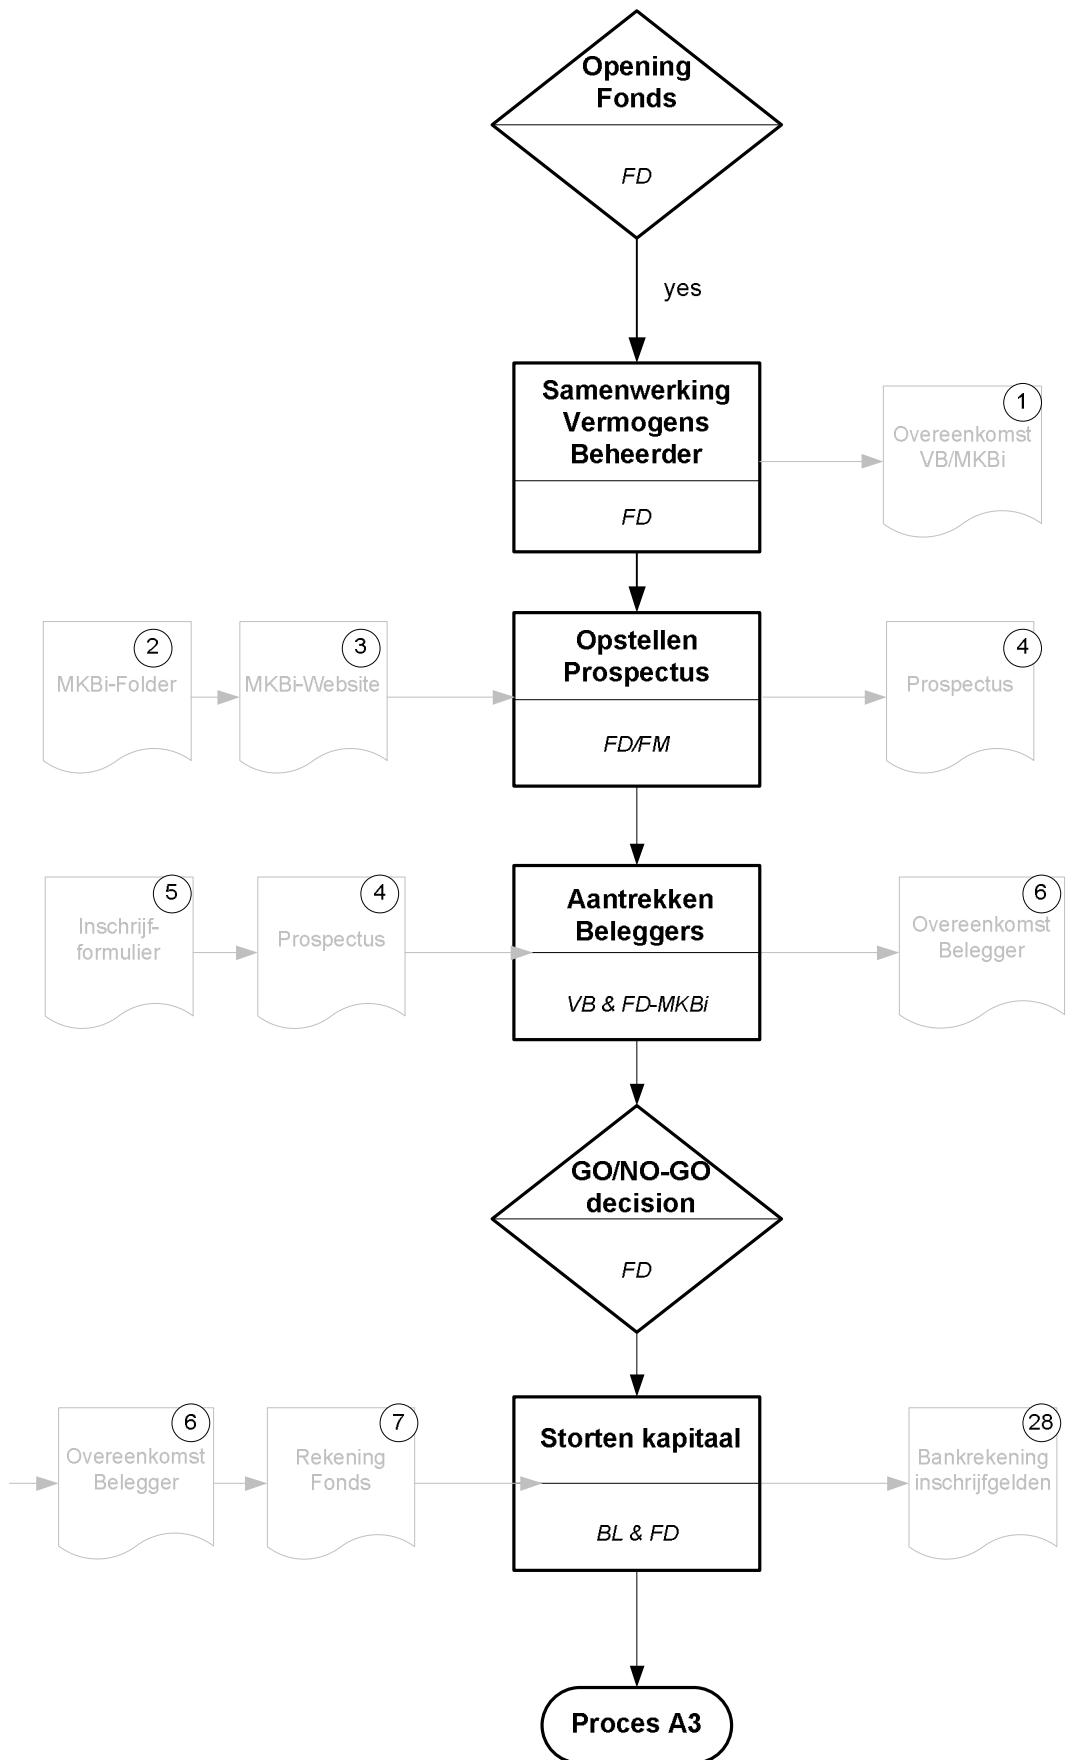 Opening
Fonds
FD
yes
Samenwerking
Vermogens
Beheerder
FD
1
Overeenkomst
VB/MKBi
2
MKBi-Folder
3
MKBi-Website
Opstellen
Prospectus
FD/FM
4
Prospectus
5
Inschrijf-
formulier
4
Prospectus
Aantrekken
Beleggers
VB & FD-MKBi
6
Overeenkomst
Belegger
GO/NO-GO
decision
FD
6
Overeenkomst
Belegger
7
Rekening
Fonds
Storten kapitaal
BL & FD
28
Bankrekening
inschrijfgelden
Proces A3